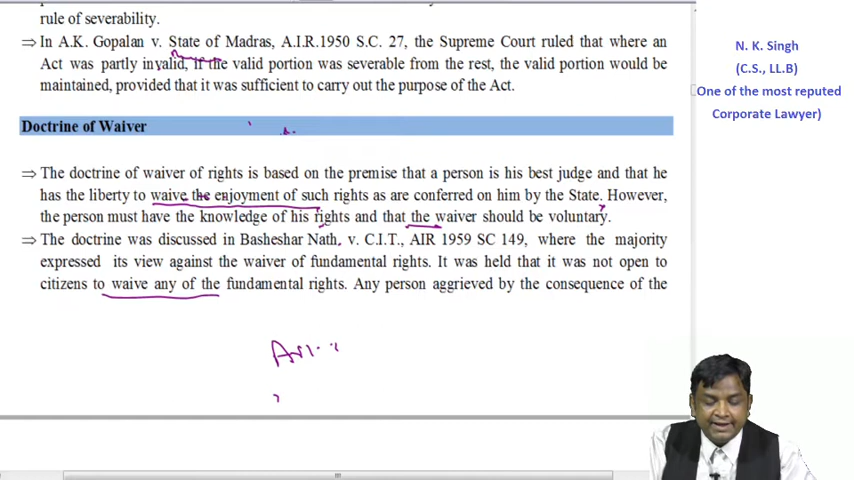 rule of severability.
⇒ In A.K. Gopalan v. State of Madras, A.I.R.1950 S.C. 27, the Supreme Court ruled that where an
Act was partly invalid, if the valid portion was severable from the rest, the valid portion would be
maintained, provided that it was sufficient to carry out the purpose of the Act.
Doctrine of Waiver
⇒ The doctrine of waiver of rights is based on the premise that a person is his best judge and that he
has the liberty to waive the enjoyment of such rights as are conferred on him by the State. However,
the person must have the knowledge of his rights and that the waiver should be voluntary.
⇒ The doctrine was discussed in Basheshar Nath. v. C.I.T., AIR 1959 SC 149, where the majority
expressed its view against the waiver of fundamental rights. It was held that it was not open to
citizens to waive any of the fundamental rights. Any person aggrieved by the consequence of the
N. K. Singh
(C.S., LL.B)
One of the most reputed
Corporate Lawyer)